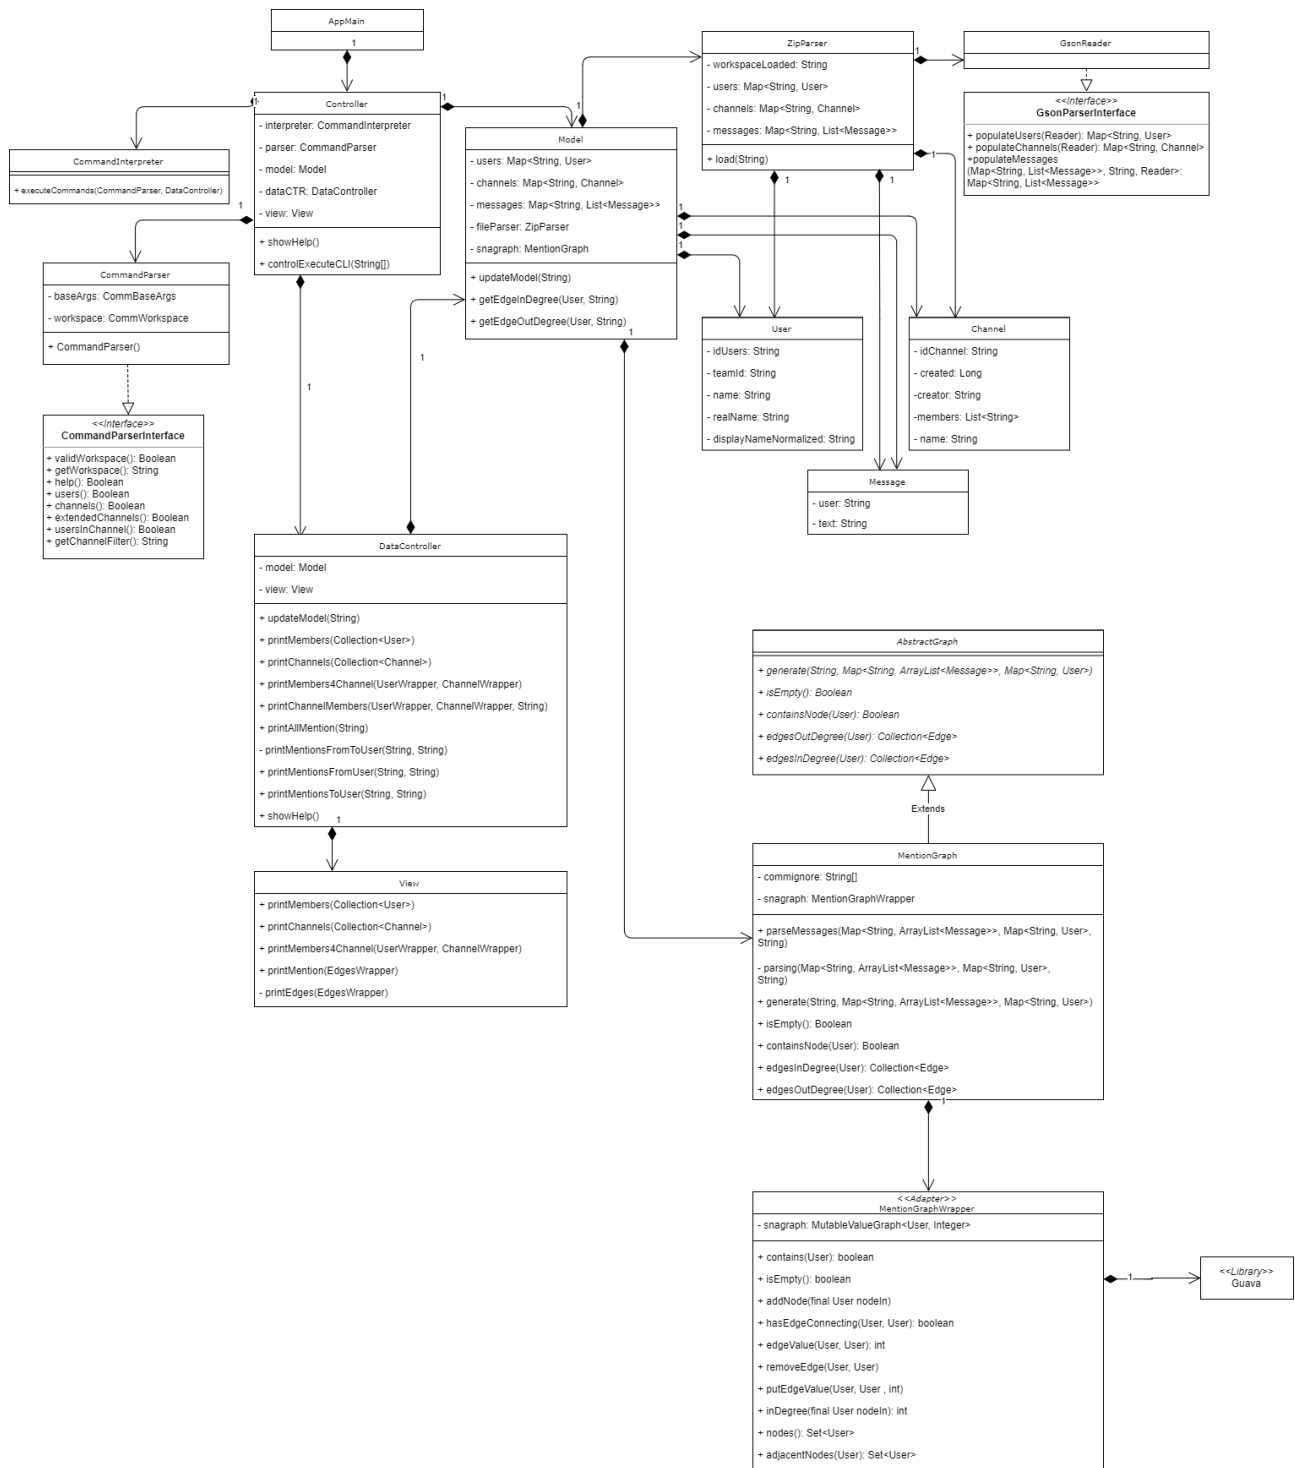 AppMain
1
Controller
- interpreter: CommandInterpreter
- parser: CommandParser
- model: Model
- dataCTR: DataController
- view: View
+ showHelp()
+ controlExecuteCLI(String[])
1
1
1
1
CommandInterpreter
+ executeCommands(CommandParser, DataController)
CommandParser
- baseArgs: CommBaseArgs
- workspace: CommWorkspace
+ CommandParser()
<<Interface>>
CommandParserInterface
+ validWorkspace(): Boolean
+ getWorkspace(): String
+ help(): Boolean
+ users(): Boolean
+ channels(): Boolean
+ extendedChannels(): Boolean
+ usersInChannel(): Boolean
+ getChannelFilter(): String
Model
- users: Map<String, User>
- channels: Map<String, Channel>
- messages: Map<String, List<Message>>
- fileParser: ZipParser
- snagraph: MentionGraph
+ updateModel(String)
+ getEdgeInDegree(User, String)
+ getEdgeOutDegree(User, String)
1
1
1
1
1
ZipParser
- workspaceLoaded: String
- users: Map<String, User>
- channels: Map<String, Channel>
- messages: Map<String, List<Message>>
+ load(String)
1
1
1
1
GsonReader
<<Interface>>
GsonParserInterface
+ populateUsers(Reader): Map<String, User>
+ populateChannels(Reader): Map<String, Channel>
+populateMessages
(Map<String, List<Message>>, String, Reader):
Map<String, List<Message>>
User
- idUsers: String
- teamId: String
- name: String
- realName: String
- displayNameNormalized: String
Channel
- idChannel: String
- created: Long
-creator: String
-members: List<String>
- name: String
Message
- user: String
- text: String
1
DataController
- model: Model
- view: View
+ updateModel(String)
+ printMembers(Collection<User>)
+ printChannels(Collection<Channel>)
+ printMembers4Channel(UserWrapper, ChannelWrapper)
+ printChannelMembers(UserWrapper, ChannelWrapper, String)
+ printAllMention(String)
- printMentionsFromToUser(String, String)
+ printMentionsFromUser(String, String)
+ printMentionsToUser(String, String)
+ showHelp()
1
View
+ printMembers(Collection<User>)
+ printChannels(Collection<Channel>)
+ printMembers4Channel(UserWrapper, ChannelWrapper)
+ printMention(EdgesWrapper)
- printEdges(EdgesWrapper)
AbstractGraph
+ generate(String, Map<String, ArrayList<Message>>, Map<String, User>)
+ isEmpty(): Boolean
+ containsNode(User): Boolean
+ edgesOutDegree(User): Collection<Edge>
+ edgesInDegree(User): Collection<Edge>
Extends
MentionGraph
- commignore: String[]
- snagraph: MentionGraphWrapper
+ parseMessages(Map<String, ArrayList<Message>>, Map<String, User>,
String)
- parsing(Map<String, ArrayList<Message>>, Map<String, User>,
String)
+ generate(String, Map<String, ArrayList<Message>>, Map<String, User>)
+ isEmpty(): Boolean
+ containsNode(User): Boolean
+ edgesInDegree(User): Collection<Edge>
+ edgesOutDegree(User): Collection<Edge>
1
<<Adapter>>
MentionGraphWrapper
- snagraph: MutableValueGraph<User, Integer>
+ contains(User): boolean
+ isEmpty(): boolean
+ addNode(final User nodeIn)
+ hasEdgeConnecting(User, User): boolean
+ edgeValue(User, User): int
+ removeEdge(User, User)
+ putEdgeValue(User, User , int)
+ inDegree(final User nodeIn): int
+ nodes(): Set<User>
+ adjacentNodes(User): Set<User>
1
<<Library>>
Guava